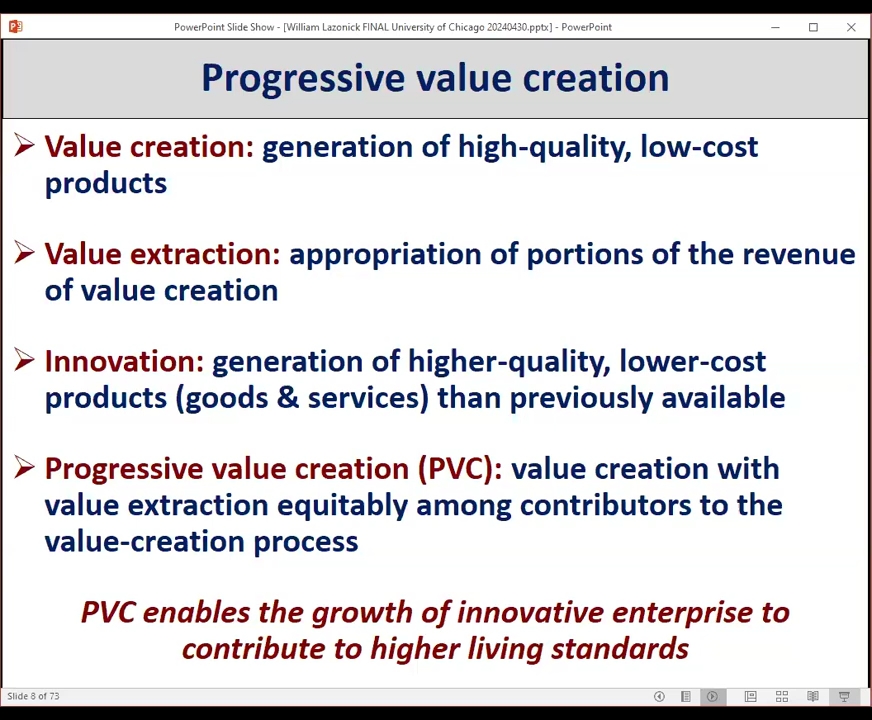 PowerPoint Slide Show - [William Lazonick FINAL University of Chicago 20240430.pptx] - PowerPoint
Progressive value creation
Value creation: generation of high-quality, low-cost
products
Value extraction: appropriation of portions of the revenue
of value creation
Innovation: generation of higher-quality, lower-cost
products (goods & services) than previously available
Progressive value creation (PVC): value creation with
value extraction equitably among contributors to the
value-creation process
PVC enables the growth of innovative enterprise to
contribute to higher living standards
Slide 8 of 73